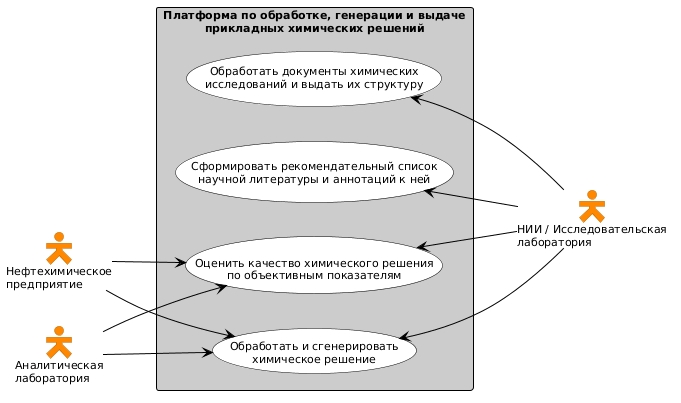 Платформа по обработке, генерации и выдаче
прикладных химических решений
Обработать документы химических
исследований и выдать их структуру
Сформировать рекомендательный список
научной литературы и аннотаций к ней
НИИ / Исследовательская
лаборатория
Оценить качество химического решения
по объективным показателям
Нефтехимическое
предприятие
Обработать и сгенерировать
химическое решение
Аналитическая
лаборатория